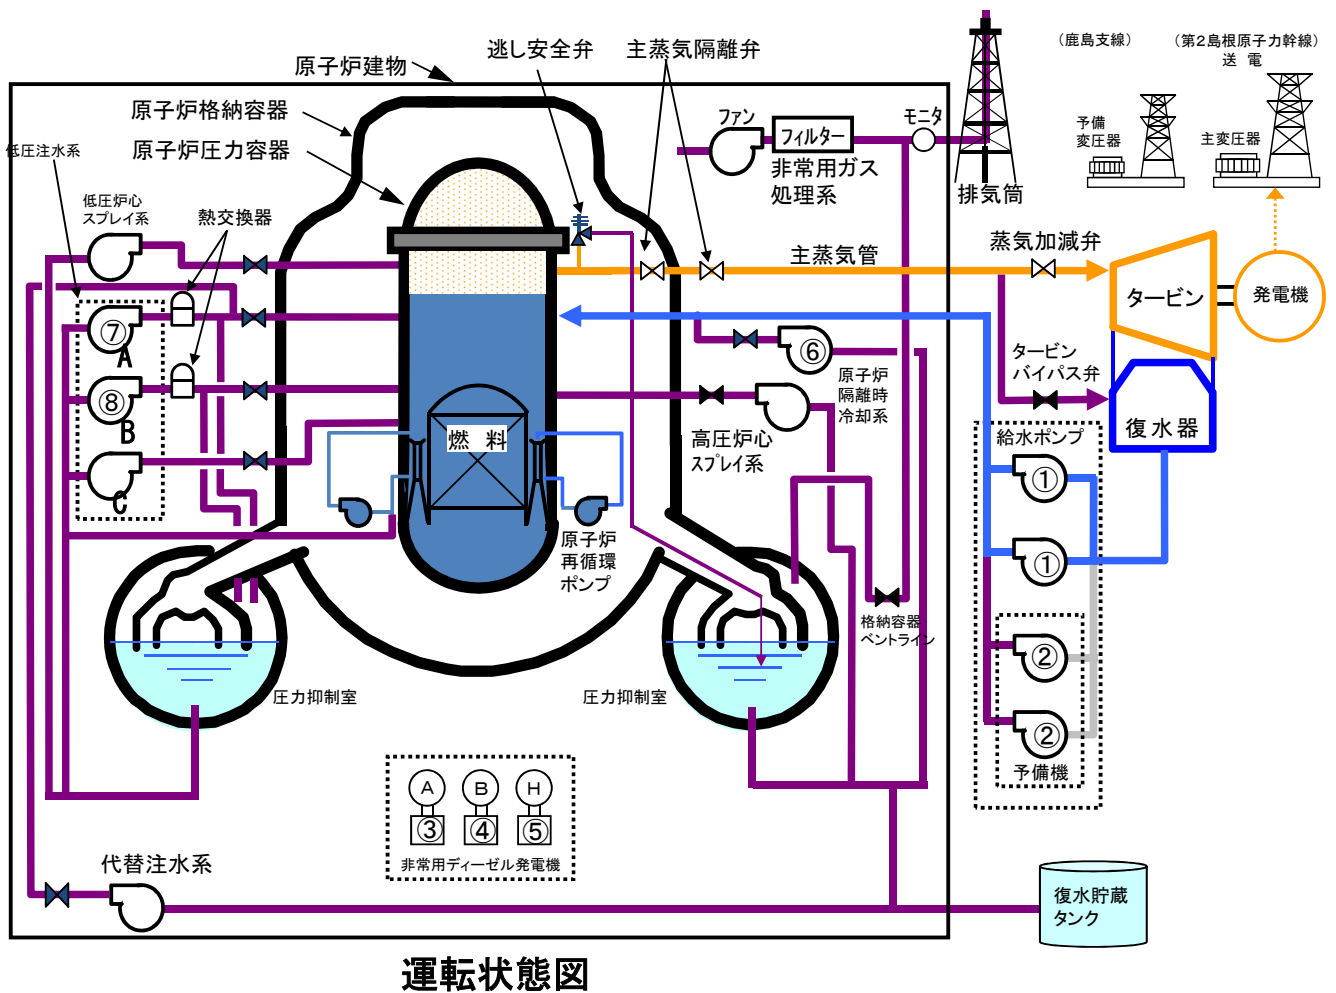 (鹿島支線)
(第2島根原子力幹線)
送 電
逃し安全弁
主蒸気隔離弁
原子炉建物
原子炉格納容器
原子炉圧力容器
低圧注水系
ファン
フィルター
モニタ
非常用ガス
処理系
排気筒
予備
変圧器
主変圧器
低圧炉心
スプレイ系
熱交換器
主蒸気管
蒸気加減弁
タービン
発電機
⑦
A
⑧
B
C
⑥
原子炉
隔離時
冷却系
タービン
バイパス弁
復水器
燃 料
高圧炉心
スプレイ系
給水ポンプ
①
①
②
②
予備機
原子炉
再循環
ポンプ
格納容器
ベントライン
圧力抑制室
圧力抑制室
A
B
H
③
④
⑤
非常用ディーゼル発電機
代替注水系
復水貯蔵
タンク
運転状態図